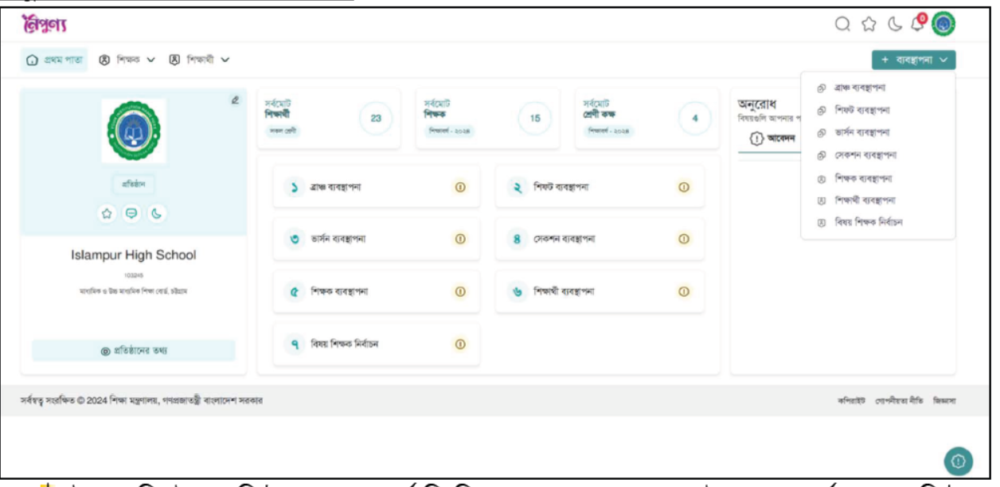 নৈপুণ্য
0
প্রথম পাতা শিক্ষক শিক্ষার্থী
+ ব্যবস্থাপনা
ব্রাঞ্চ ব্যবস্থাপনা
শিফট ব্যবস্থাপনা
ভার্সন ব্যবস্থাপনা
সেকশন ব্যবস্থাপনা
শিক্ষক ব্যবস্থাপনা
শিক্ষার্থী ব্যবস্থাপনা
বিষয় শিক্ষক নির্বাচন
প্রতিষ্ঠান
Islampur High School
মাধ্যমিক ও উচ্চ মাধ্যমিক শিক্ষা বোর্ড, চট্টগ্রাম
প্রতিষ্ঠানের তথ্য
সর্বমোট
শিক্ষার্থী
সকল শ্রেণী
23
সর্বমোট
শিক্ষক
শিক্ষাবর্ষ - ২০২৪
15
সর্বমোট
শ্রেণী কক্ষ
শিক্ষাবর্ষ - ২০২৪
4
১ ব্রাঞ্চ ব্যবস্থাপনা
২ শিফট ব্যবস্থাপনা
৩ ভার্সন ব্যবস্থাপনা
৪ সেকশন ব্যবস্থাপনা
৫ শিক্ষক ব্যবস্থাপনা
৬ শিক্ষার্থী ব্যবস্থাপনা
৭ বিষয় শিক্ষক নির্বাচন
অনুরোধ
বিষয়গুলি আপনার
আবেদন
সর্বস্বত্ব সংরক্ষিত © 2024 শিক্ষা মন্ত্রণালয়, গণপ্রজাতন্ত্রী বাংলাদেশ সরকার
কপিরাইট গোপনীয়তা নীতি জিজ্ঞাসা